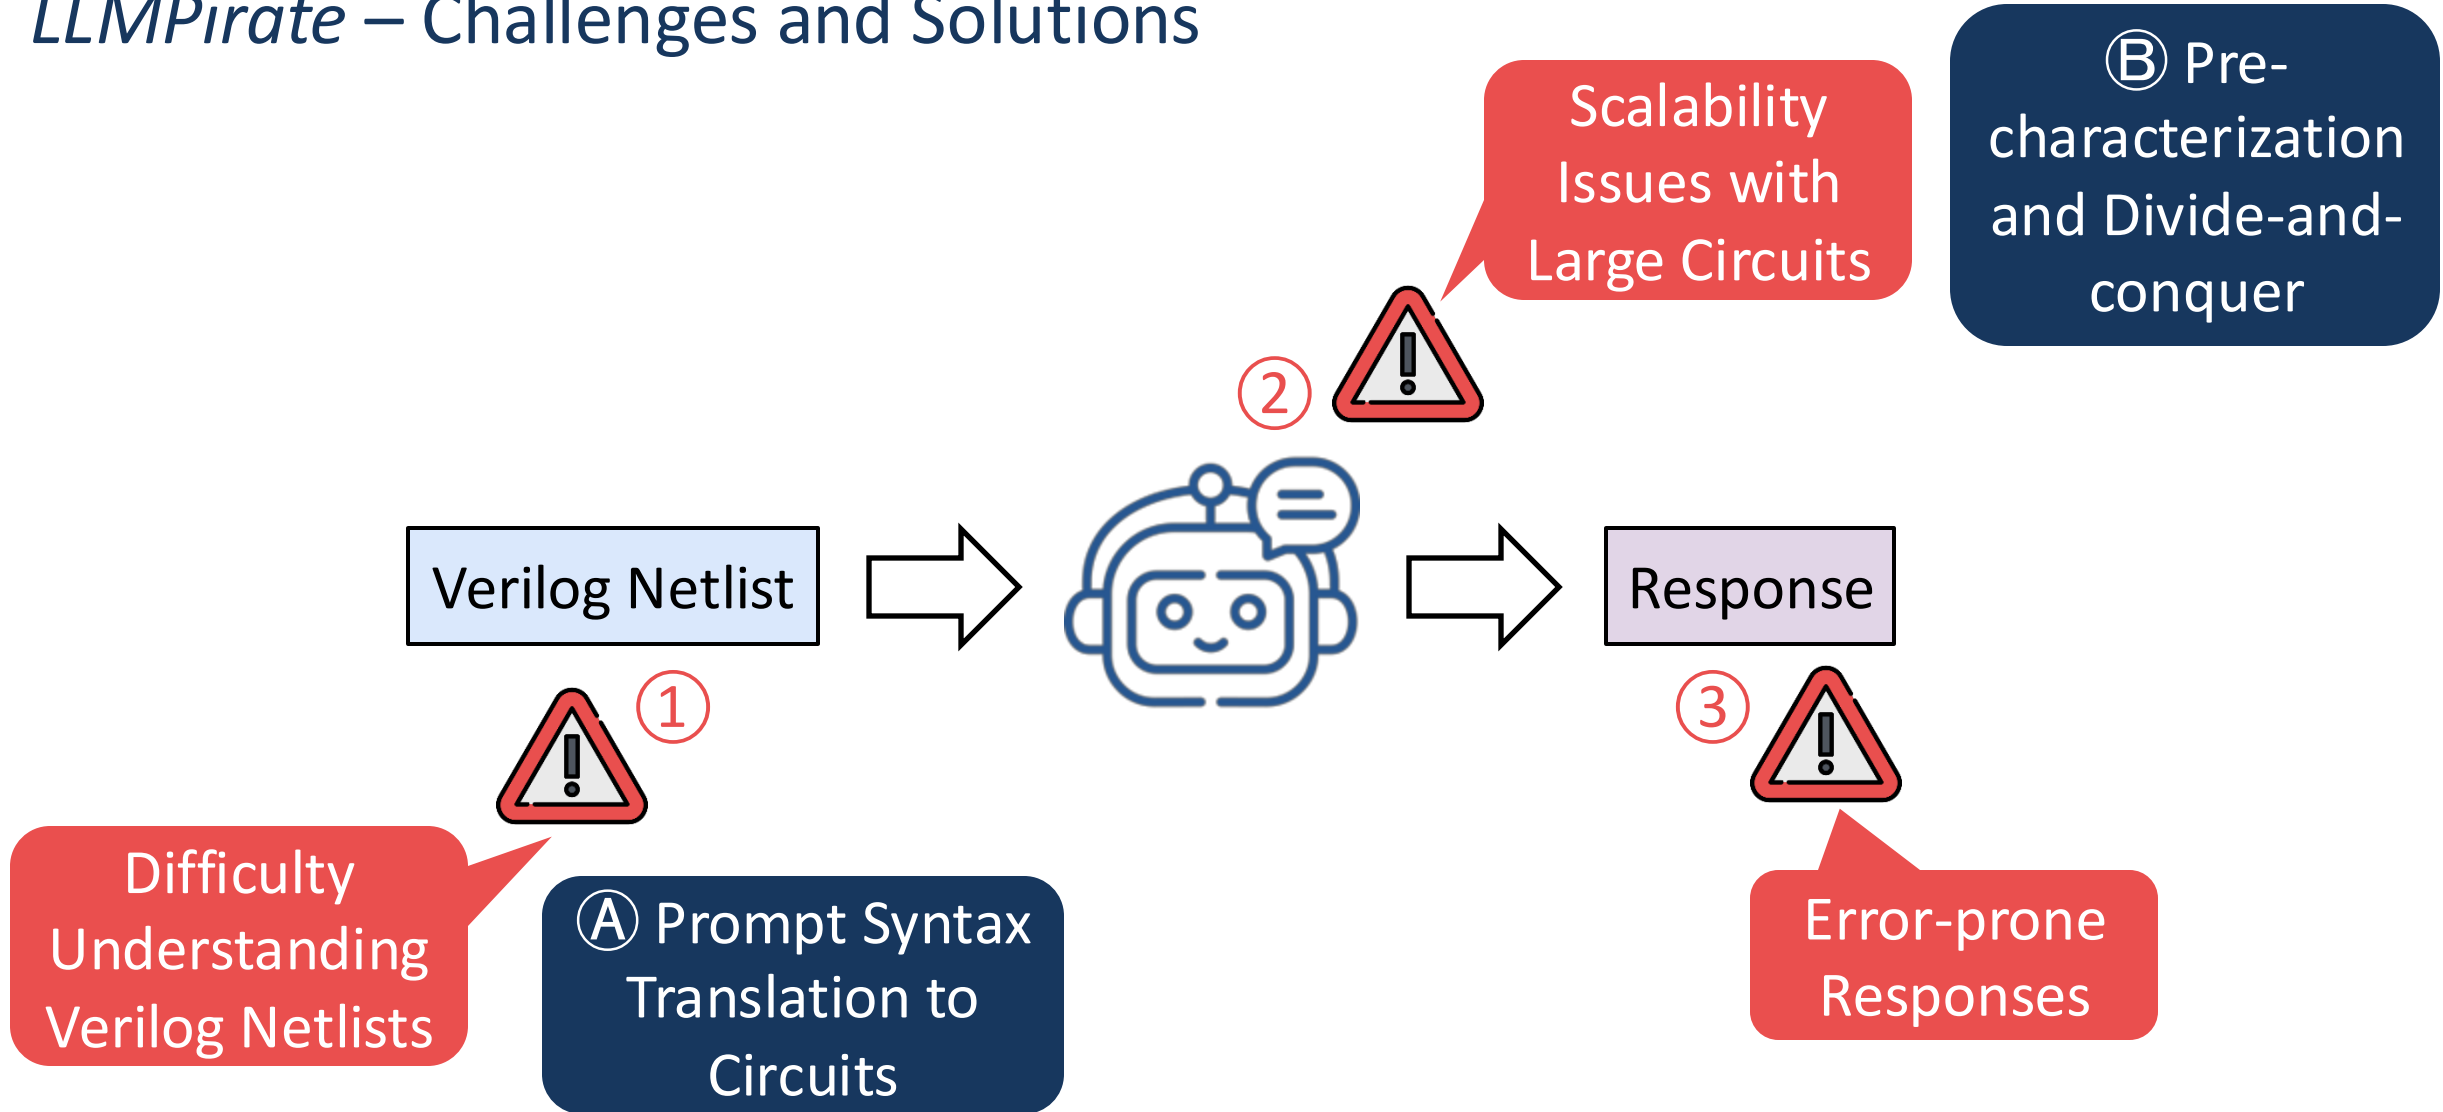 LLMPirate – Challenges and Solutions
Scalability
Issues with
Large Circuits
Ⓑ Pre-
characterization
and Divide-and-
conquer
②
Verilog Netlist
Response
①
③
Difficulty
Understanding
Verilog Netlists
Ⓐ Prompt Syntax
Translation to
Circuits
Error-prone
Responses